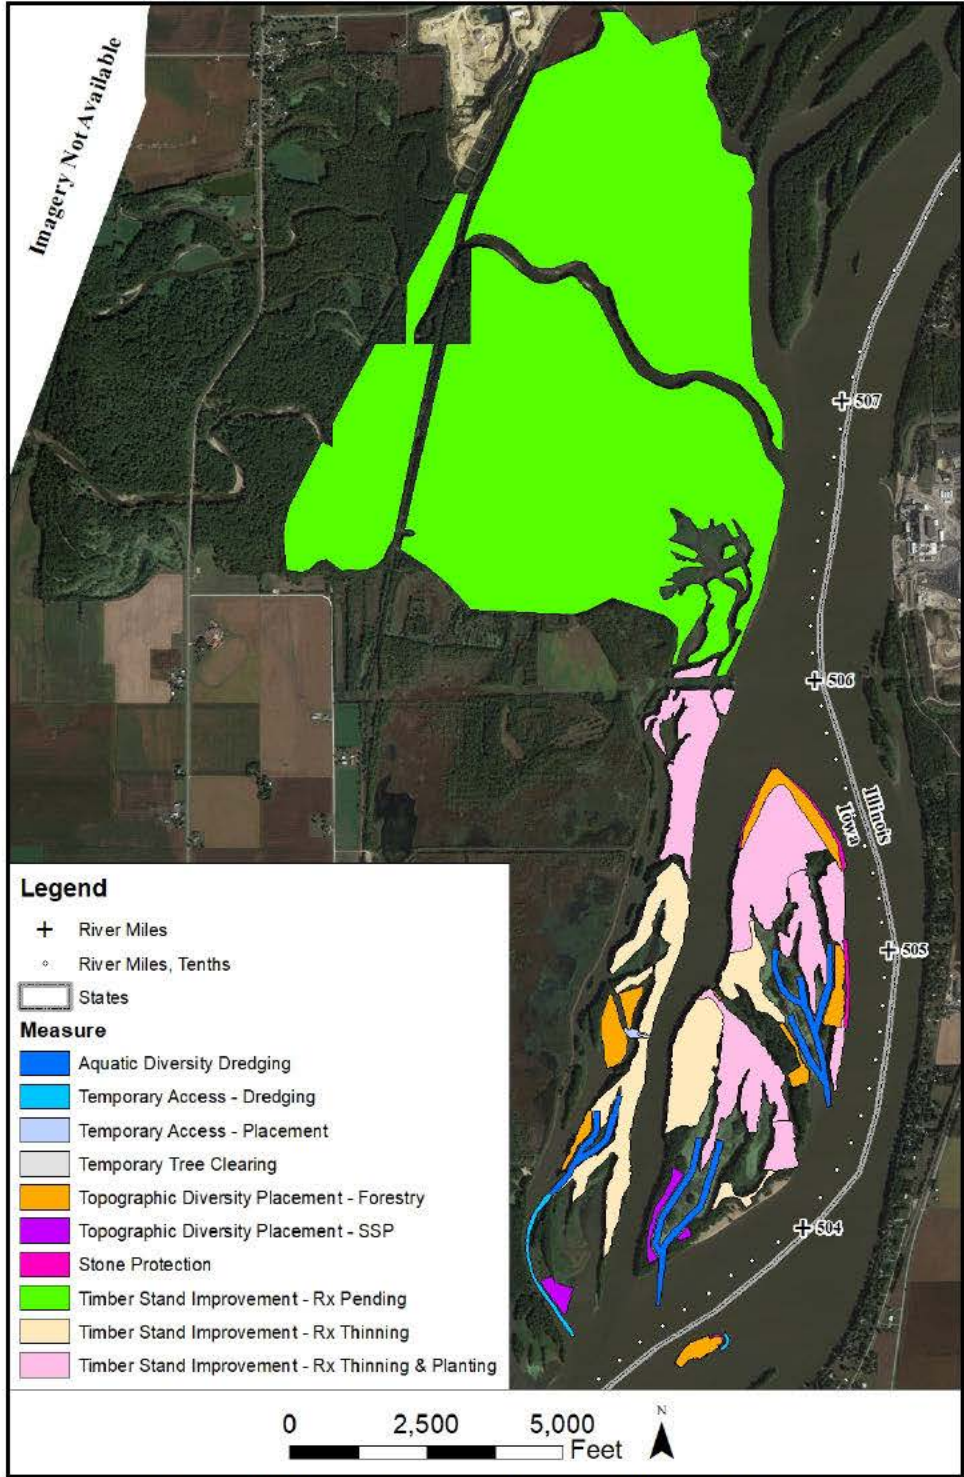 Imagery Not Available
507
506
Illinois
Iowa
505
504
Legend
River Miles
River Miles, Tenths
States
Measure
Aquatic Diversity Dredging
Temporary Access - Dredging
Temporary Access - Placement
Temporary Tree Clearing
Topographic Diversity Placement - Forestry
Topographic Diversity Placement - SSP
Stone Protection
Timber Stand Improvement - Rx Pending
Timber Stand Improvement - Rx Thinning
Timber Stand Improvement - Rx Thinning & Planting
0 2,500 5,000
Feet
N